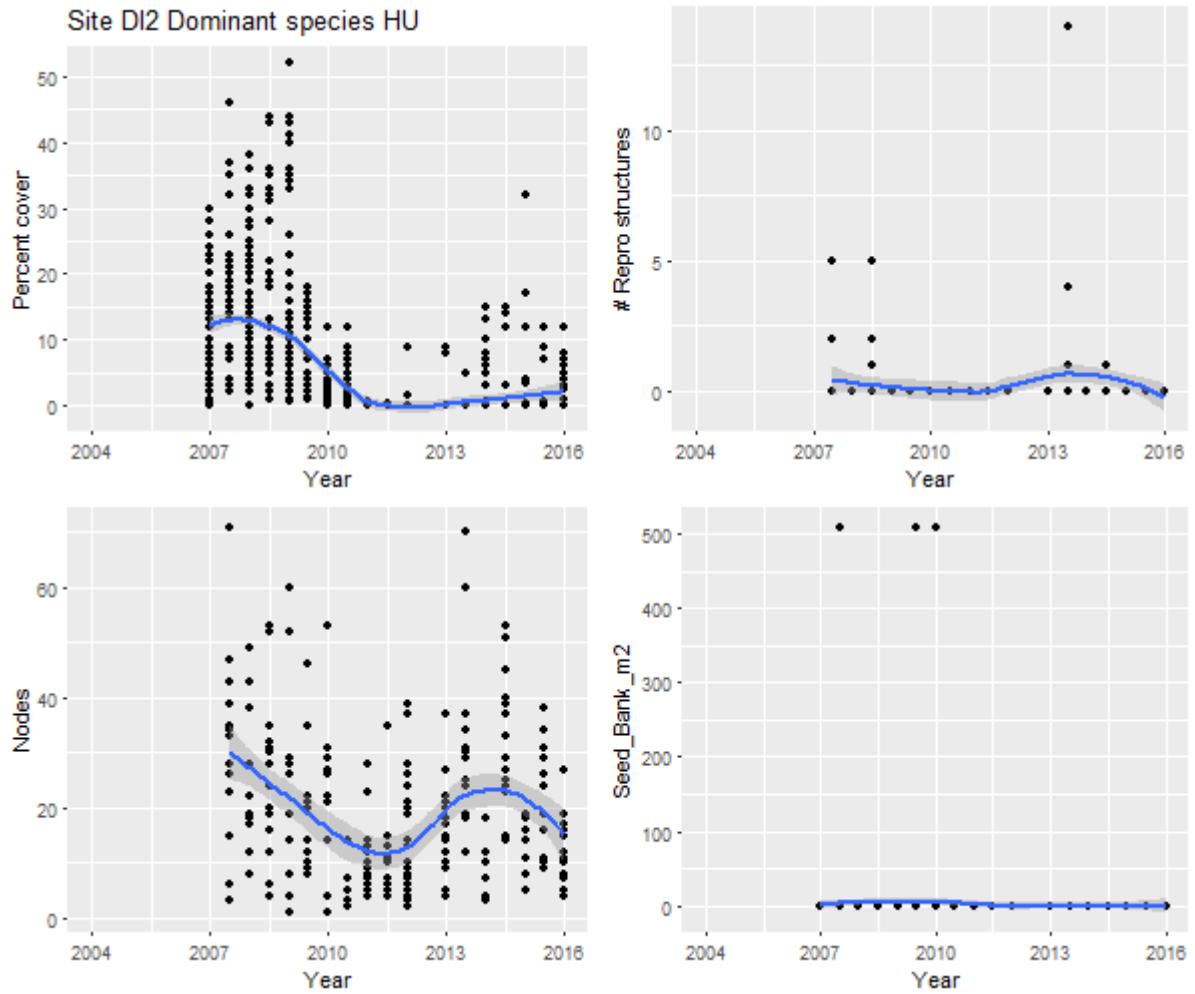 Site DI2 Dominant species HU
50
40
30
20
10
0
Percent cover
2004 2007 2010 2013 2016
Year
10
5
0
# Repro structures
2004 2007 2010 2013 2016
Year
60
40
20
0
Nodes
2004 2007 2010 2013 2016
Year
500
400
300
200
100
0
Seed_Bank_m2
2004 2007 2010 2013 2016
Year